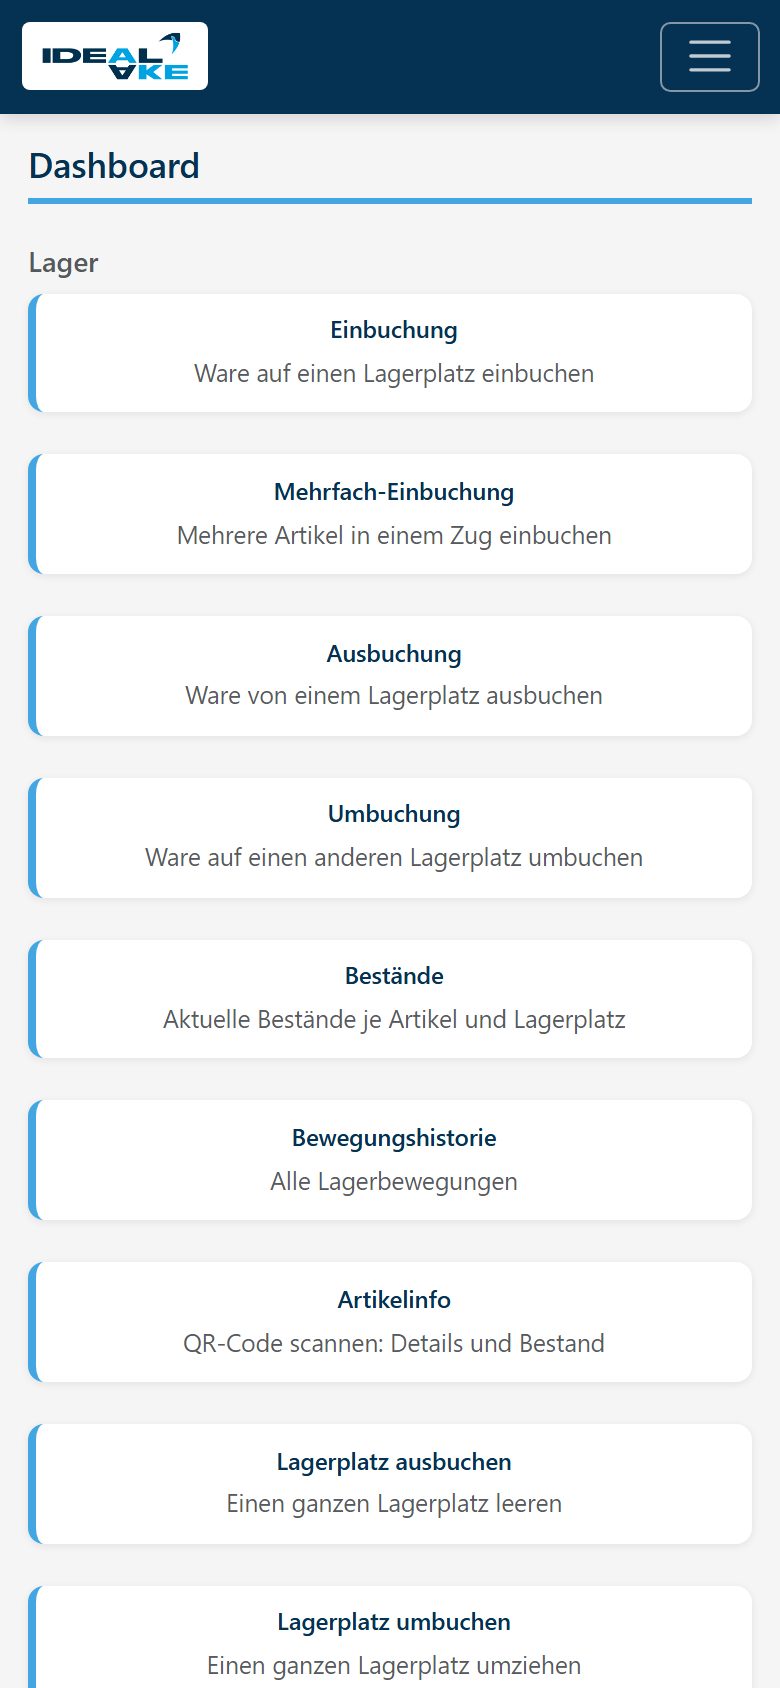 IDEAL
AKE
Dashboard
Lager
Einbuchung
Ware auf einen Lagerplatz einbuchen
Mehrfach-Einbuchung
Mehrere Artikel in einem Zug einbuchen
Ausbuchung
Ware von einem Lagerplatz ausbuchen
Umbuchung
Ware auf einen anderen Lagerplatz umbuchen
Bestände
Aktuelle Bestände je Artikel und Lagerplatz
Bewegungshistorie
Alle Lagerbewegungen
Artikelinfo
QR-Code scannen: Details und Bestand
Lagerplatz ausbuchen
Einen ganzen Lagerplatz leeren
Lagerplatz umbuchen
Einen ganzen Lagerplatz umziehen